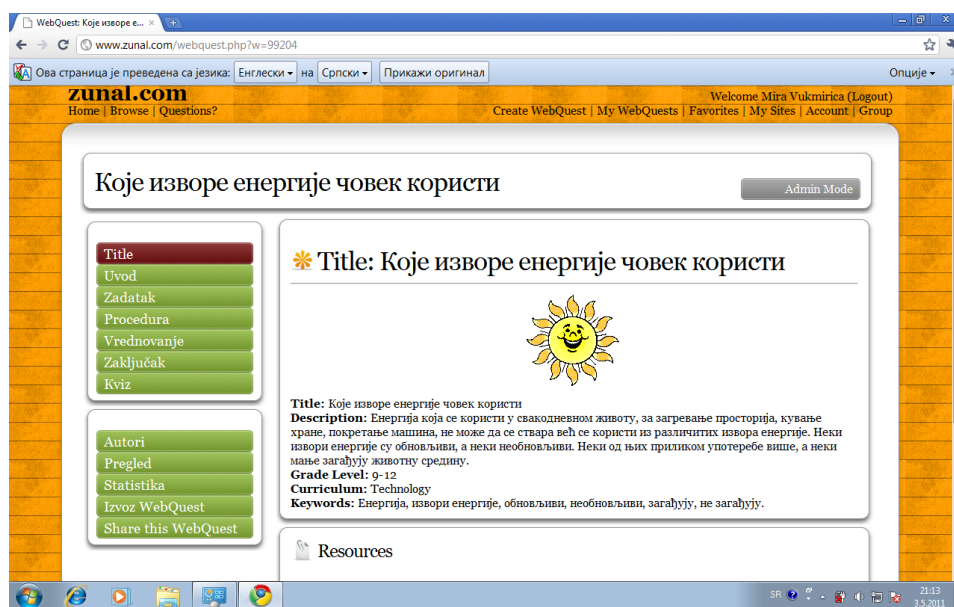 WebQuest: Које изворе е...
www.zunal.com/webquest.php?w=99204
Ова страница је преведена са језика: Енглески на Српски Прикажи оригинал Опције
zunal.com
Welcome Mira Vukmirica (Logout)
Home | Browse | Questions?
Create WebQuest | My WebQuests | Favorites | My Sites | Account | Group
Које изворе енергије човек користи
Admin Mode
Title
Uvod
Zadatak
Procedura
Vrednovanje
Zaključak
Kviz
Autori
Pregled
Statistika
Izvoz WebQuest
Share this WebQuest
Title: Које изворе енергије човек користи
Title: Које изворе енергије човек користи
Description: Енергија која се користи у свакодневном животу, за загревање просторија, кување
хране, покретање машина, не може да се ствара већ се користи из различитих извора енергије. Неки
извори енергије су обновљиви, а неки необновљиви. Неки од њих приликом употребе више, а неки
мање загађују животну средину.
Grade Level: 9-12
Curriculum: Technology
Keywords: Енергија, извори енергије, обновљиви, необновљиви, загађују, не загађују.
Resources
SR
21:13
3.5.2011